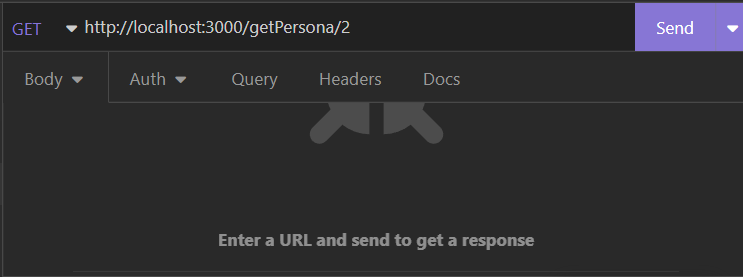 GET http://localhost:3000/getPersona/2 Send
Body Auth Query Headers Docs
Enter a URL and send to get a response